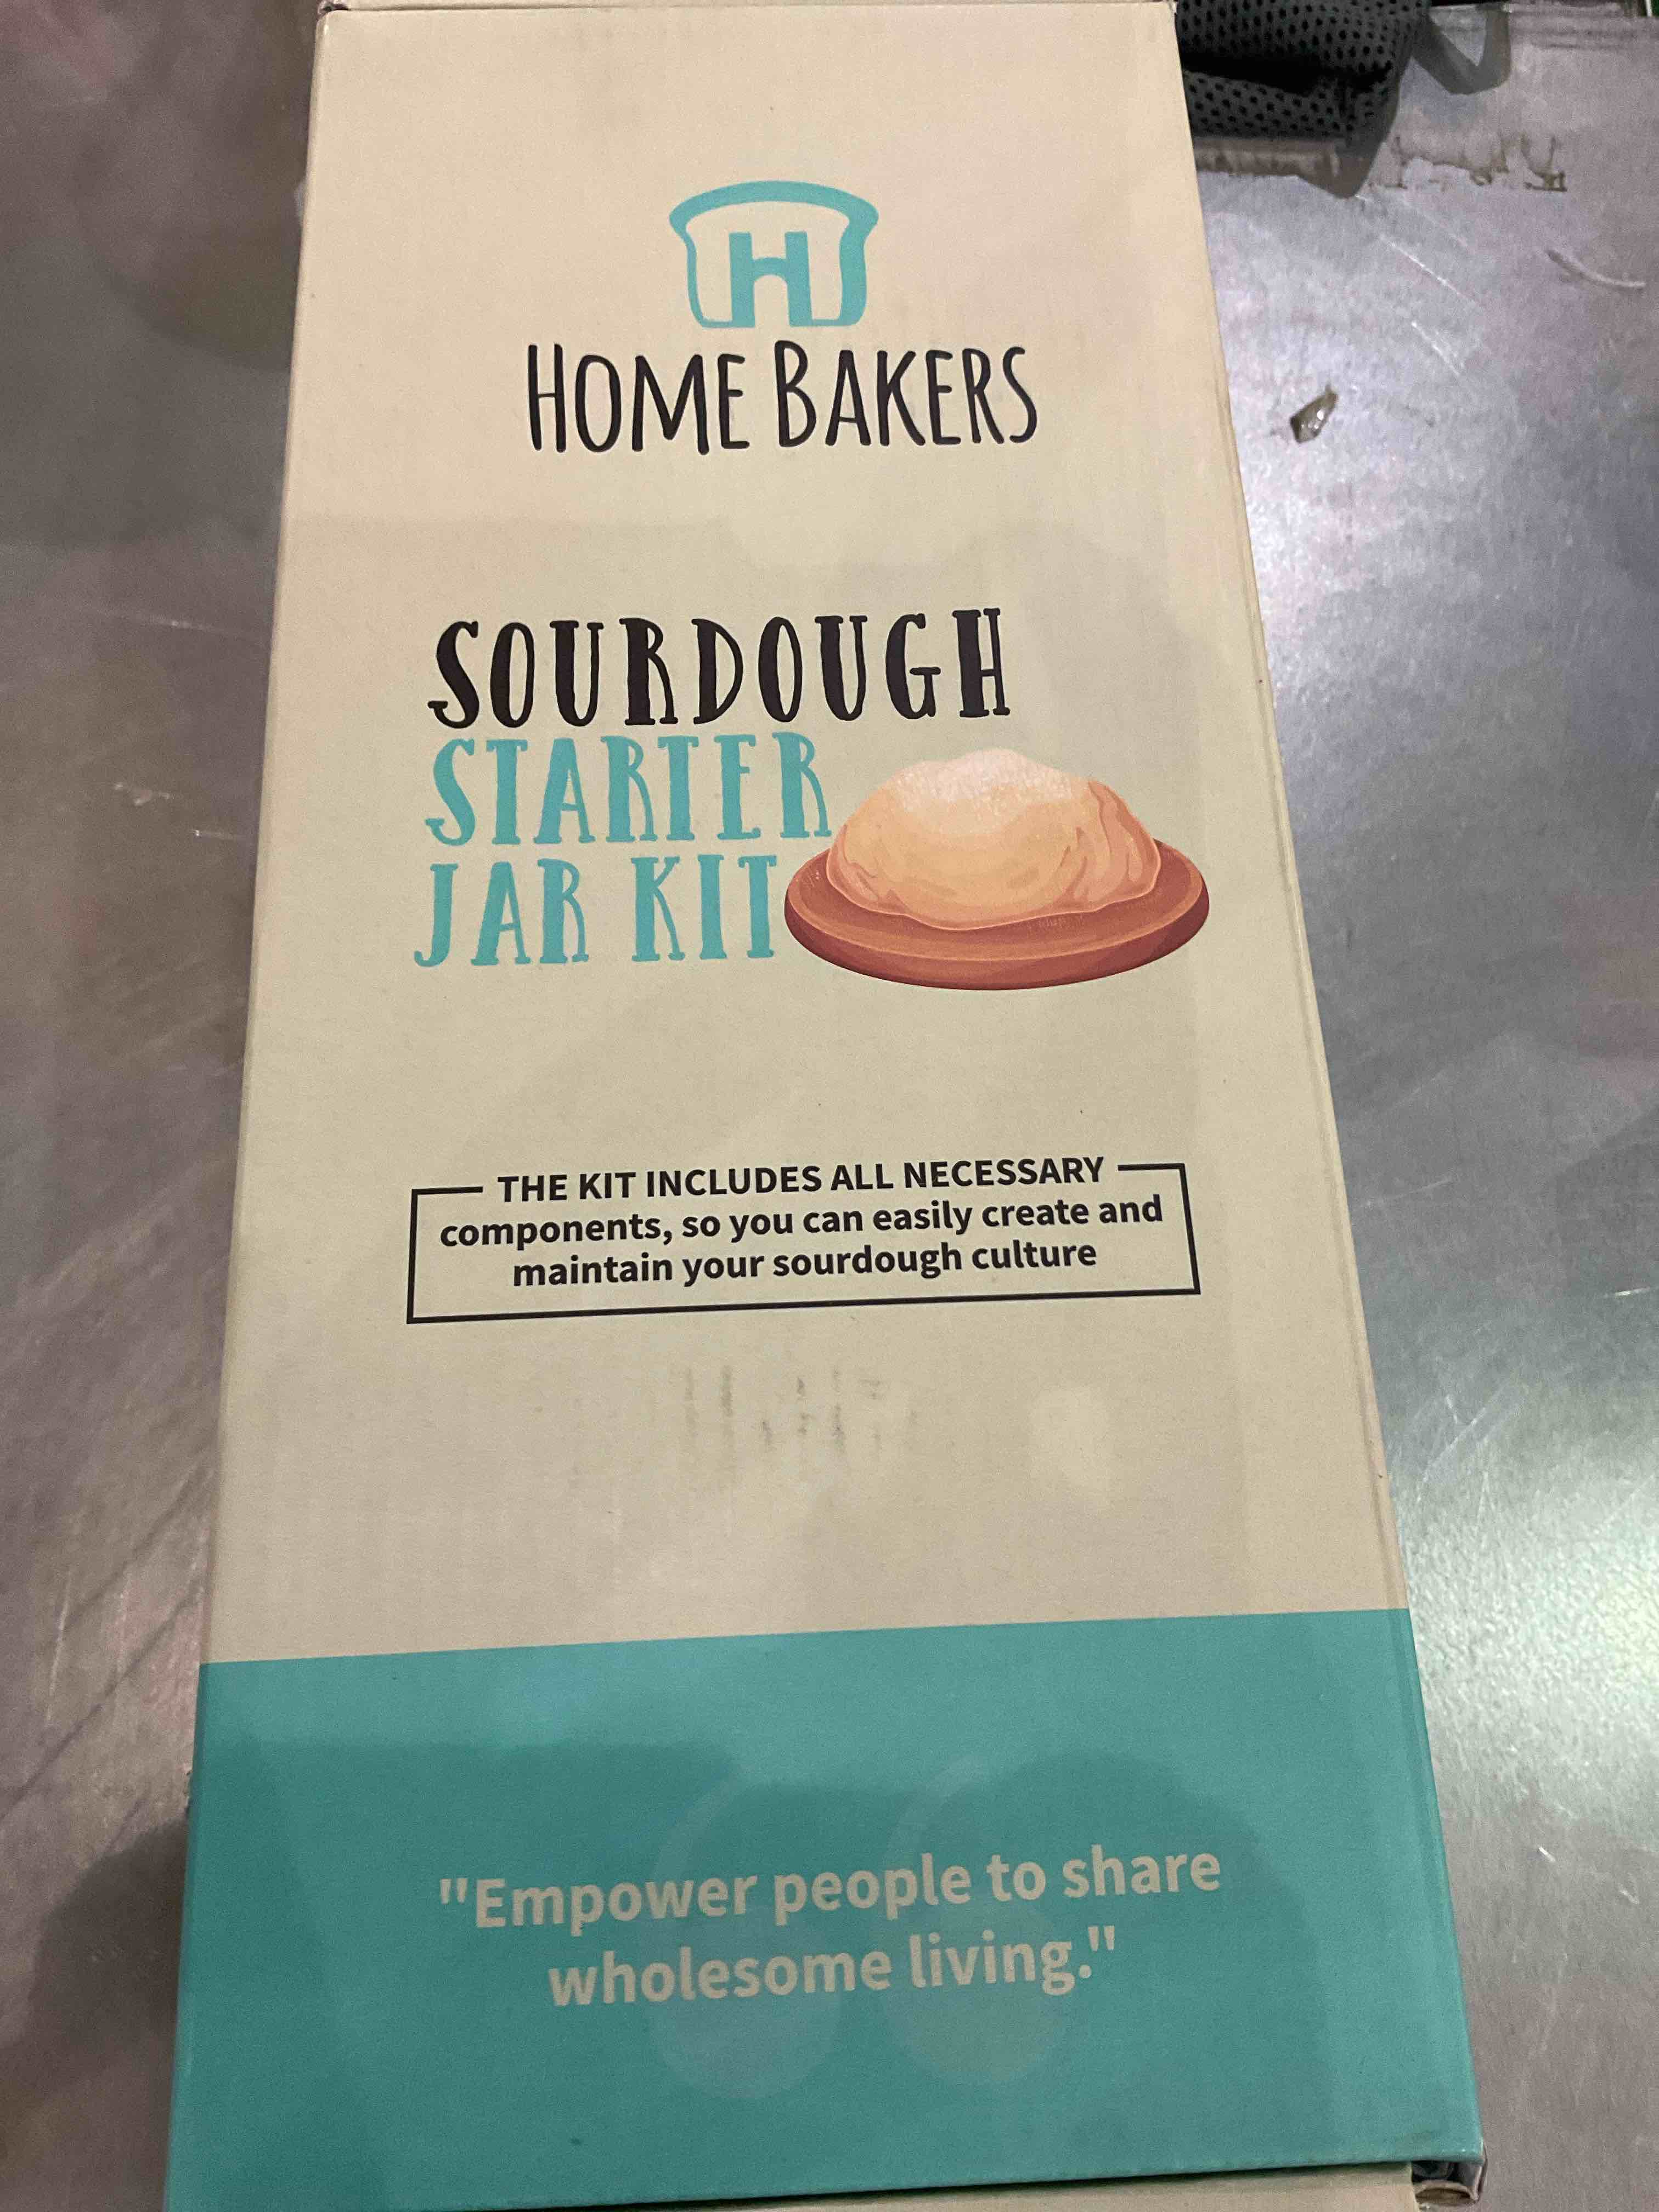 H
HOME BAKERS
SOURDOUGH
STARTER
JAR KIT
THE KIT INCLUDES ALL NECESSARY
components, so you can easily create and
maintain your sourdough culture
"Empower people to share
wholesome living."